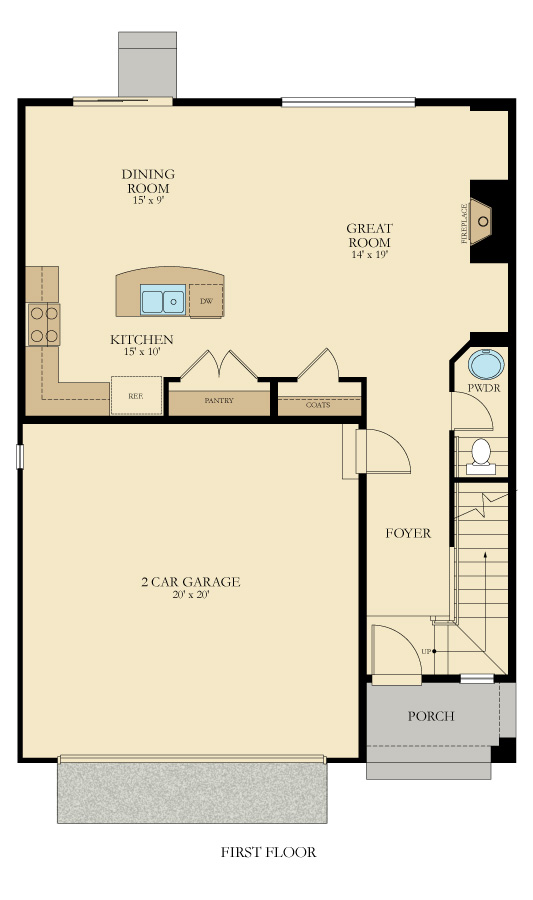 DINING
ROOM
15' x 9'
GREAT
ROOM
14' x 19'
FIREPLACE
DW
KITCHEN
15' x 10'
REF.
PANTRY
COATS
PWDR
FOYER
2 CAR GARAGE
20' x 20'
UP
PORCH
FIRST FLOOR